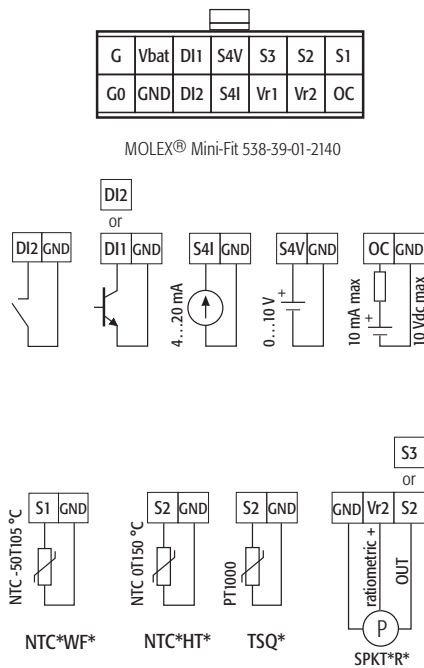 G Vbat DI1 S4V S3 S2 S1
G0 GND DI2 S4I Vr1 Vr2 OC
MOLEX® Mini-Fit 538-39-01-2140
DI2
or
DI2 GND
DI1 GND
S4I GND
S4V GND
OC GND
4…20 mA
0…10 V
+
10 mA max
+
10 Vdc max
S3
or
S1 GND
S2 GND
S2 GND
GND Vr2 S2
NTC -50T105 °C
NTC 0T150 °C
PT1000
ratiometric +
OUT
P
NTC*WF*
NTC*HT*
TSQ*
SPKT*R*